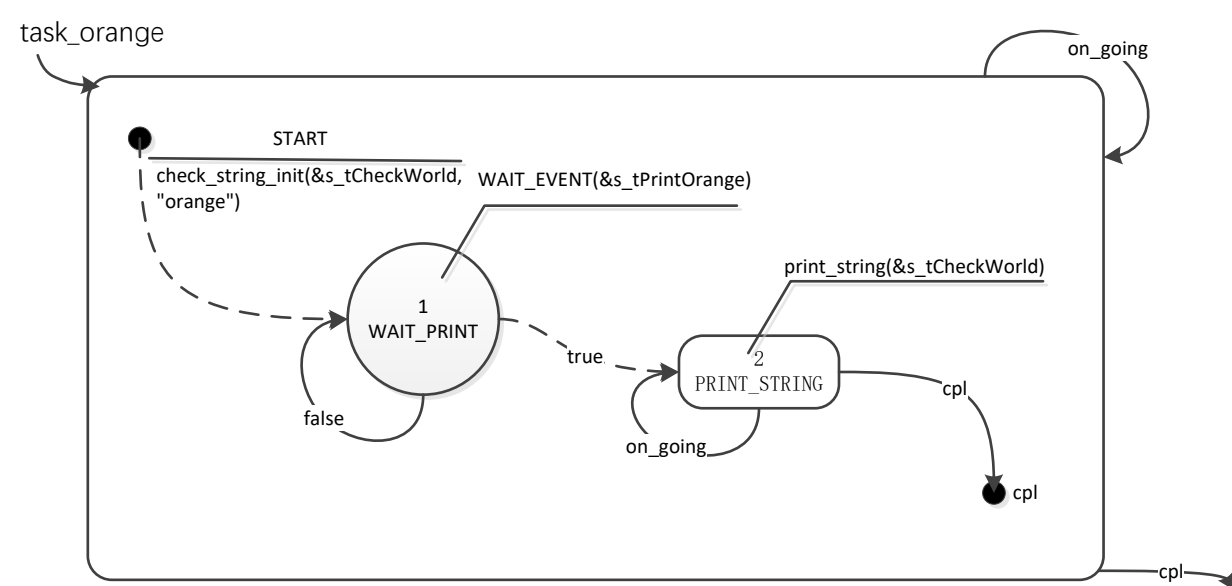 task_orange
on_going
START
check_string_init(&s_tCheckWorld,
"orange")
WAIT_EVENT(&s_tPrintOrange)
print_string(&s_tCheckWorld)
1
WAIT_PRINT
true
2
PRINT_STRING
cpl
false
on_going
cpl
cpl